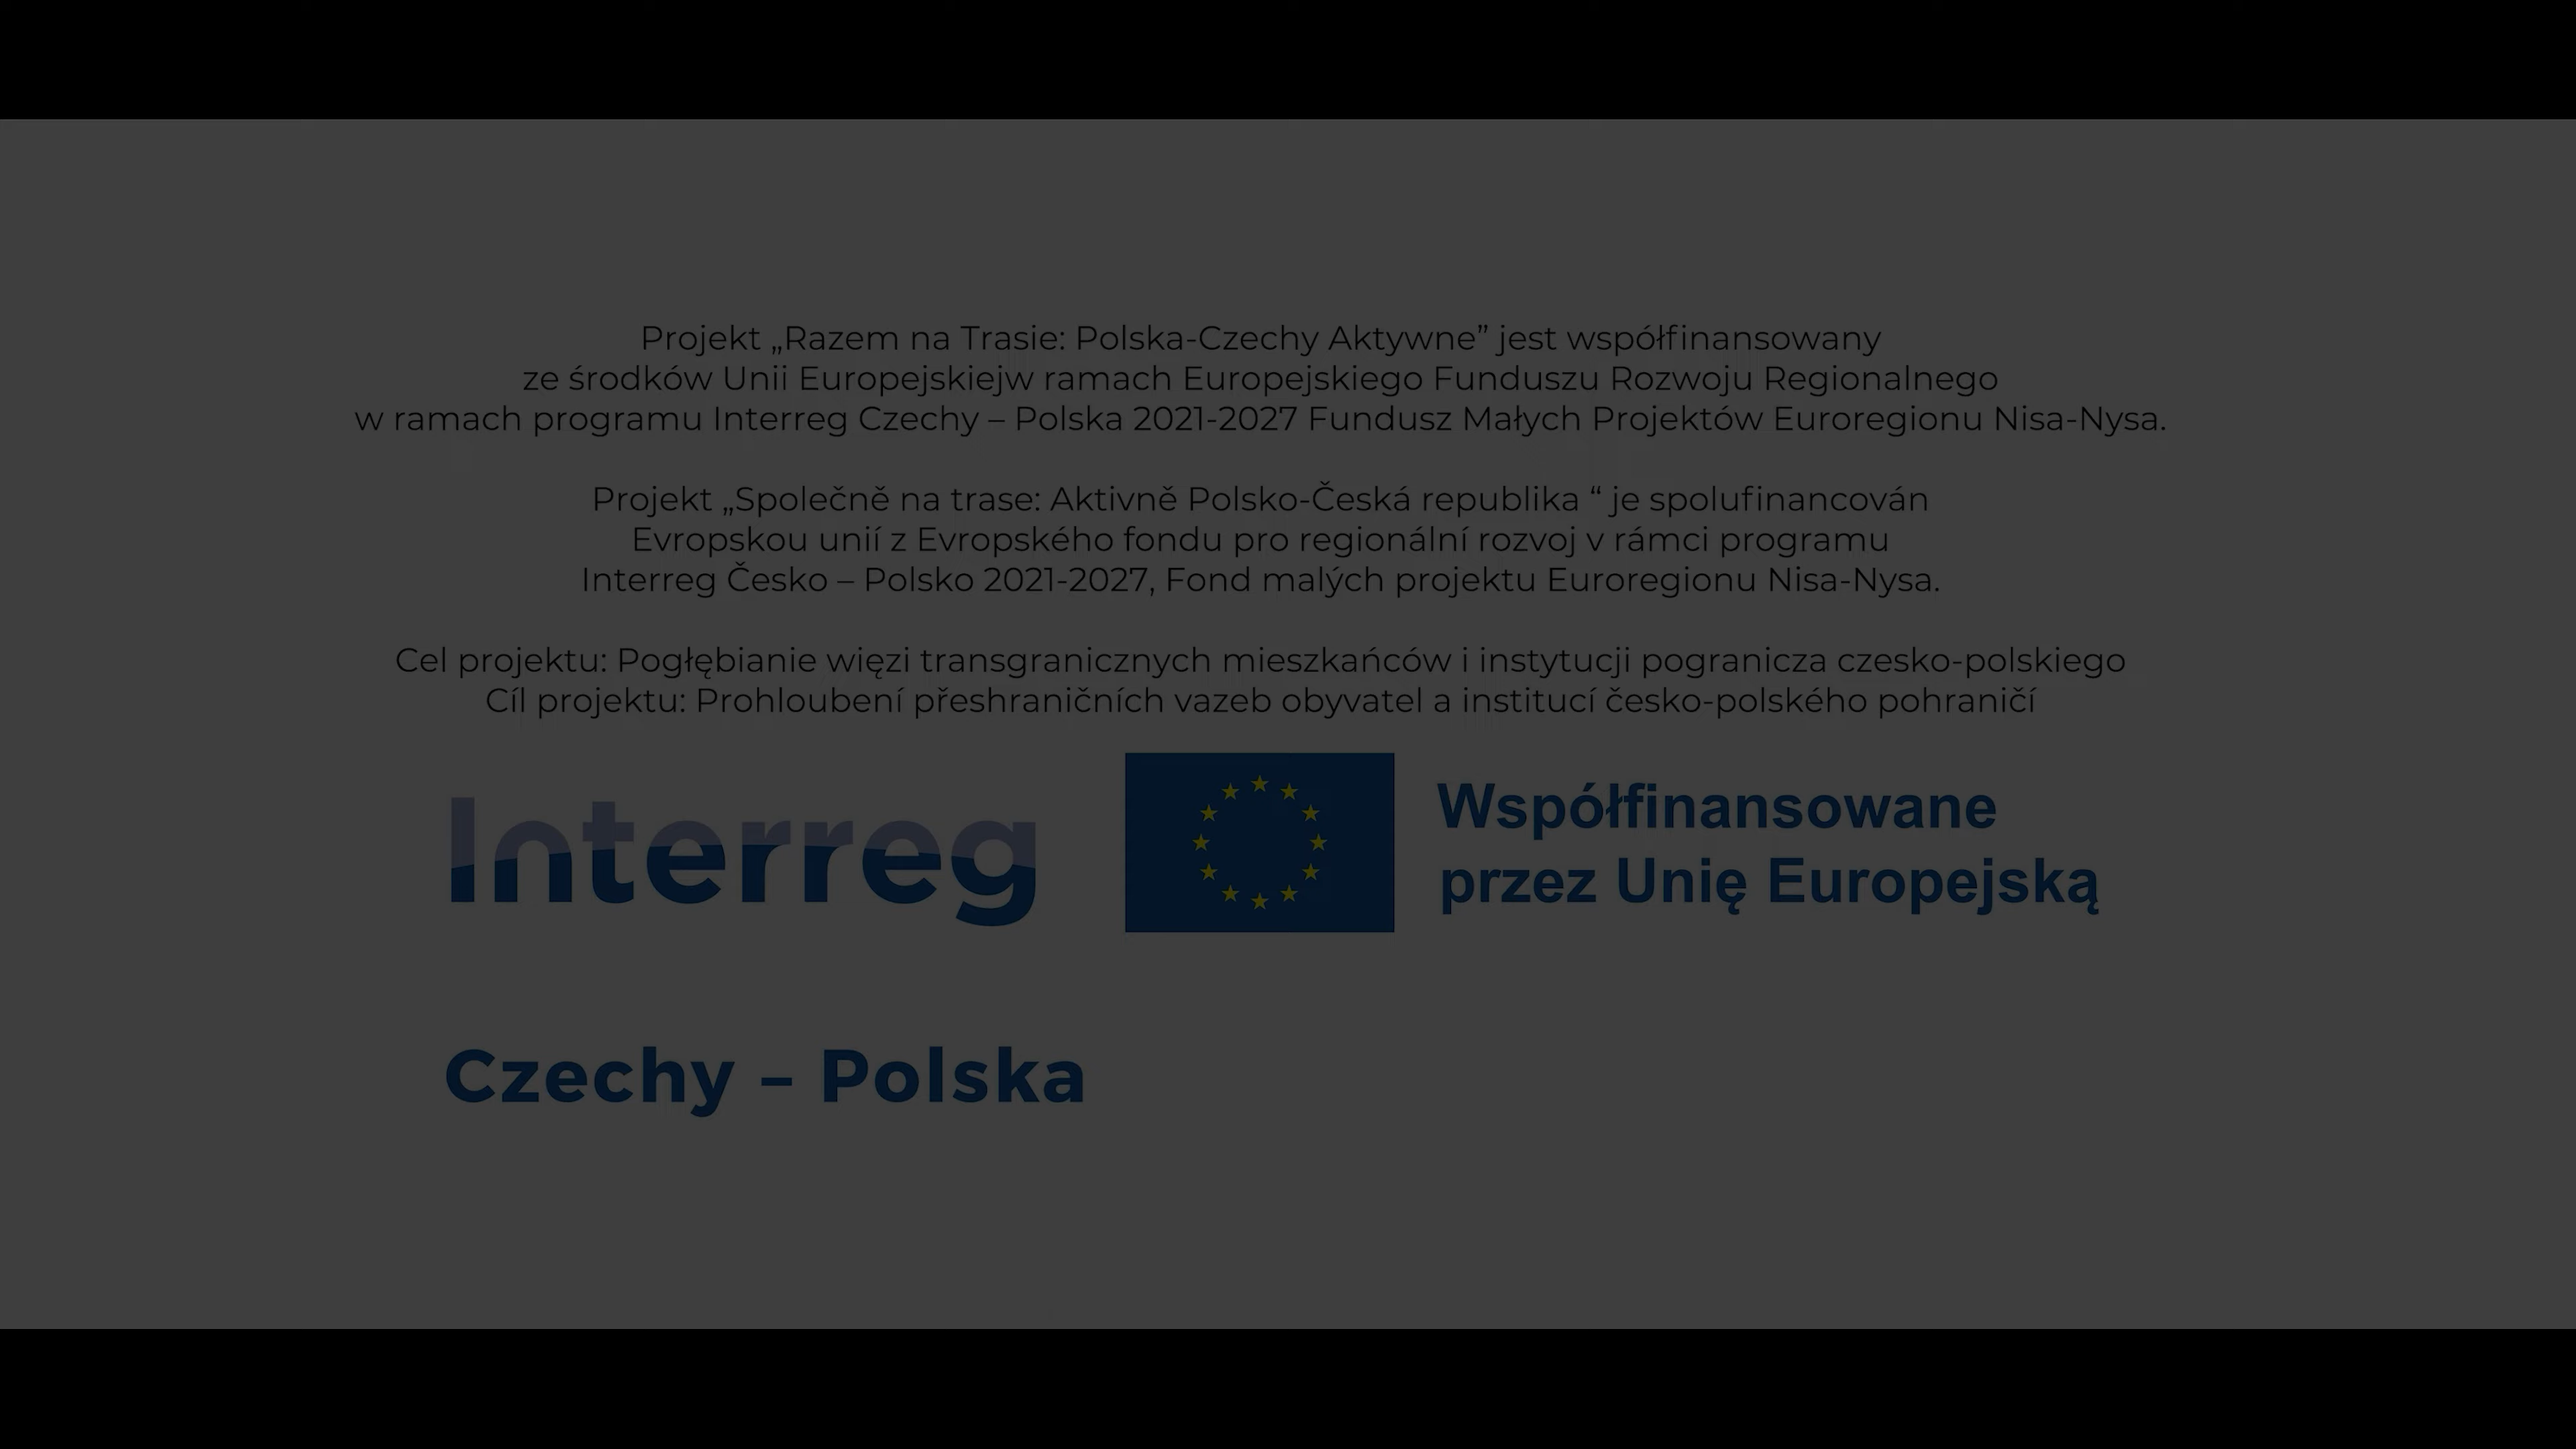 Projekt „Razem na Trasie: Polska-Czechy Aktywne” jest współfinansowany
ze środków Unii Europejskiejw ramach Europejskiego Funduszu Rozwoju Regionalnego
w ramach programu Interreg Czechy – Polska 2021-2027 Fundusz Małych Projektów Euroregionu Nisa-Nysa.
Projekt „Společně na trase: Aktivně Polsko-Česká republika “ je spolufinancován
Evropskou unií z Evropského fondu pro regionální rozvoj v rámci programu
Interreg Česko – Polsko 2021-2027, Fond malých projektu Euroregionu Nisa-Nysa.
Cel projektu: Pogłębianie więzi transgranicznych mieszkańców i instytucji pogranicza czesko-polskiego
Cíl projektu: Prohloubení přeshraničních vazeb obyvatel a institucí česko-polského pohraničí
Interreg
Współfinansowane
przez Unię Europejską
Czechy – Polska